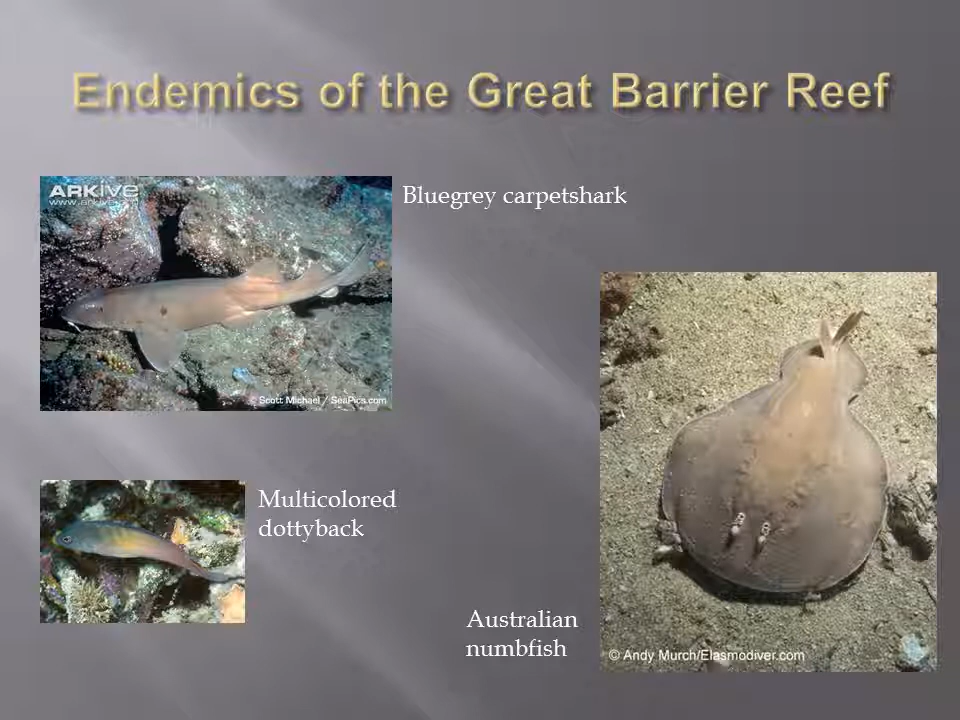 Endemics of the Great Barrier Reef
ARKIVE
www.arkive.org
Bluegrey carpetshark
© Scott Michael / SeaPics.com
Multicolored
dottyback
Australian
numbfish
© Andy Murch/Elasmodiver.com